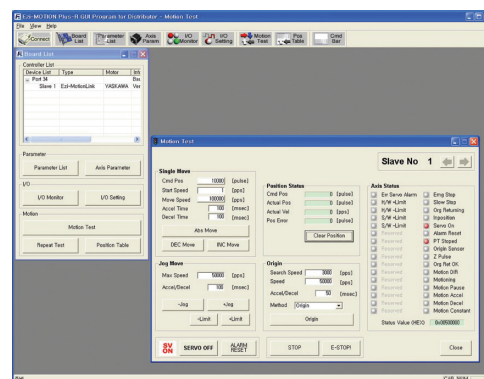 Ezi-MOTION Plus-R GUI Program for Distributor - Motion Test
File View Help
Connect
Board List
Parameter List
Axis Param
I/O Monitor
I/O Setting
Motion Test
Pos Table
Cmd Bar
Board List
Controller List
Device List Type Motor
Port 34
Slave 1 Ezi-MotionLink YASKAWA
Parameter
Parameter List Axis Parameter
I/O
I/O Monitor I/O Setting
Motion
Motion Test
Repeat Test Position Table
Motion Test
Slave No 1
Single Move
Cmd Pos 10000 [pulse]
Start Speed 1 [pps]
Move Speed 100000 [pps]
Accel Time 100 [msec]
Decel Time 100 [msec]
Abs Move
DEC Move INC Move
Jog Move
Max Speed 50000 [pps]
Accel/Decel 100 [msec]
-Jog +Jog
-Limit +Limit
Position Status
Cmd Pos 0 [pulse]
Actual Pos 0 [pulse]
Actual Vel 0 [pps]
Pos Error 0 [pulse]
Clear Position
Origin
Search Speed 3000 [pps]
Speed 50000 [pps]
Accel/Decel 50 [msec]
Method Origin
Origin
Axis Status
Err Servo Alarm
H/W +Limit
H/W -Limit
S/W +Limit
S/W -Limit
Reserved
Reserved
Reserved
Reserved
Reserved
Reserved
Reserved
Reserved
Reserved
Reserved
Emg Stop
Slow Stop
Org Returning
Inposition
Servo On
Alarm Reset
PT Stoped
Origin Sensor
Z Pulse
Org Ret OK
Motion DIR
Motioning
Motion Pause
Motion Accel
Motion Decel
Motion Constant
Status Value (HEX) 0x00500000
SV ON SERVO OFF ALARM RESET
STOP E-STOP!
Close